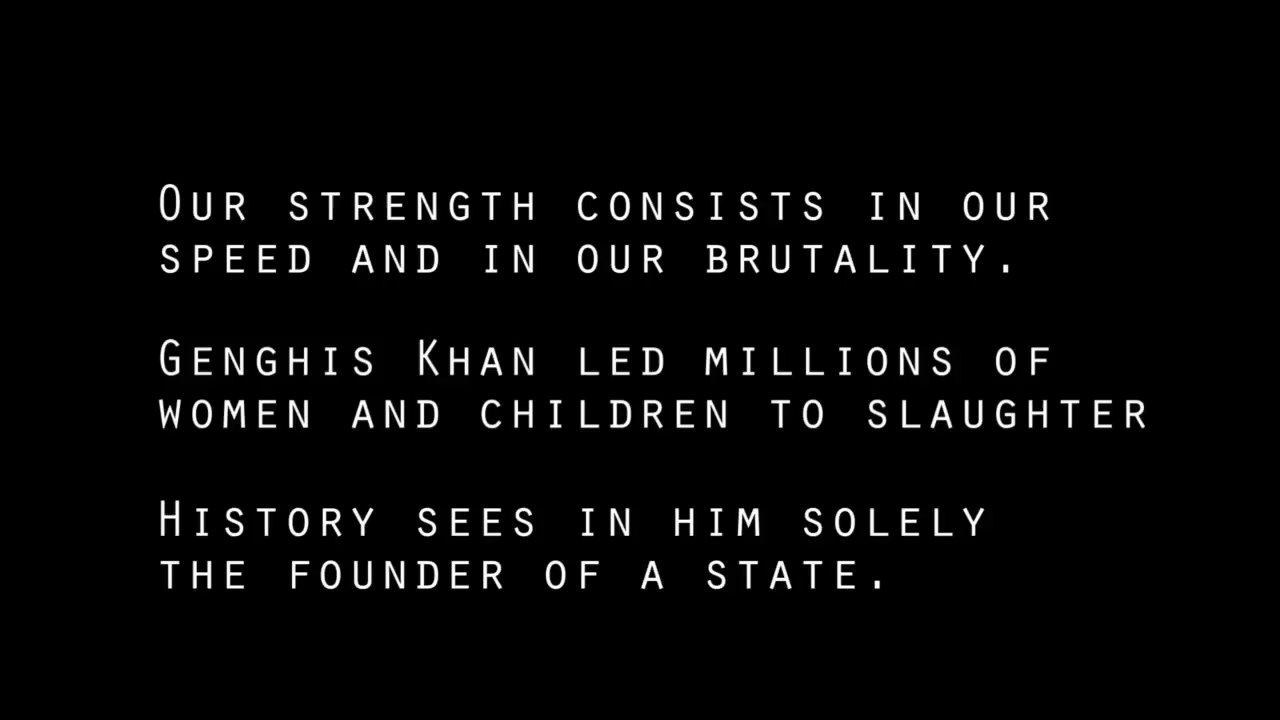 Our strength consists in our
speed and in our brutality.
Genghis Khan led millions of
women and children to slaughter
History sees in him solely
the founder of a state.